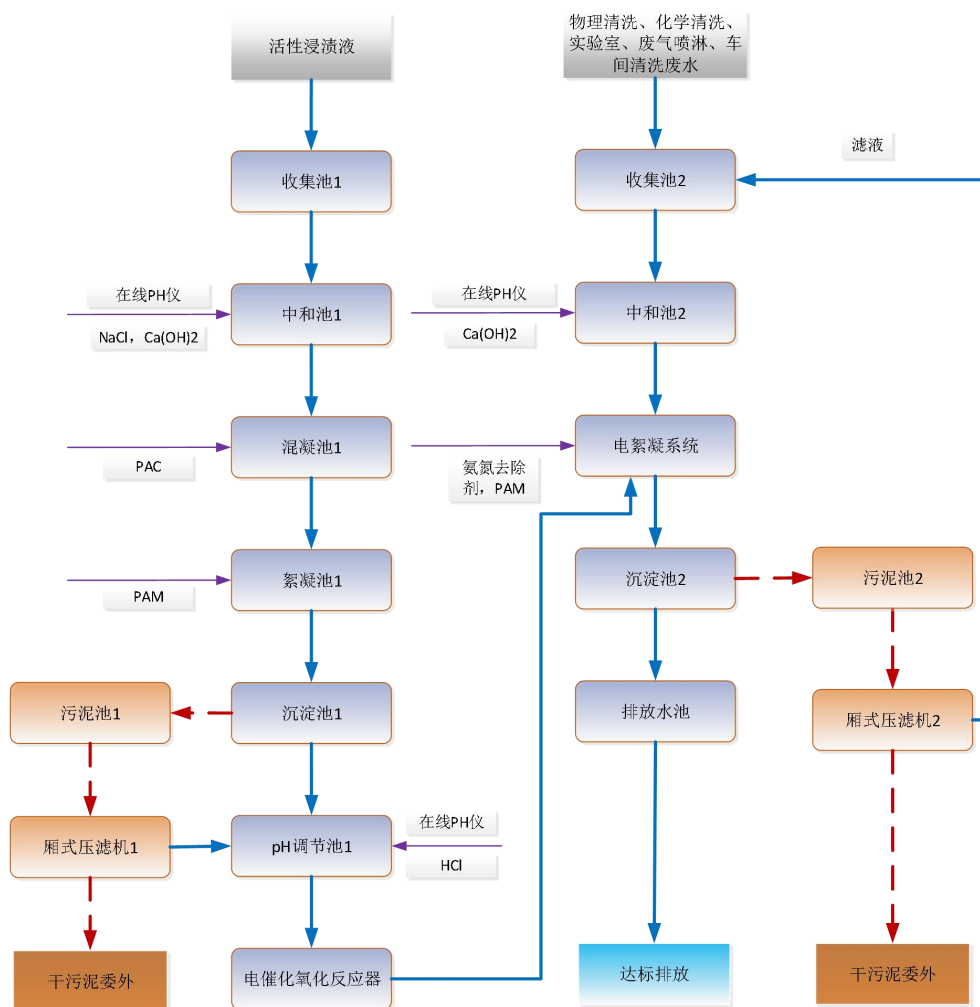 活性浸渍液
物理清洗、化学清洗、
实验室、废气喷淋、车
间清洗废水
滤液
收集池1
收集池2
在线PH仪
中和池1
NaCl，Ca(OH)2
在线PH仪
中和池2
Ca(OH)2
混凝池1
PAC
电絮凝系统
氨氮去除
剂，PAM
絮凝池1
PAM
沉淀池2
污泥池2
污泥池1
沉淀池1
排放水池
厢式压滤机2
厢式压滤机1
pH调节池1
在线PH仪
HCl
干污泥委外
电催化氧化反应器
达标排放
干污泥委外